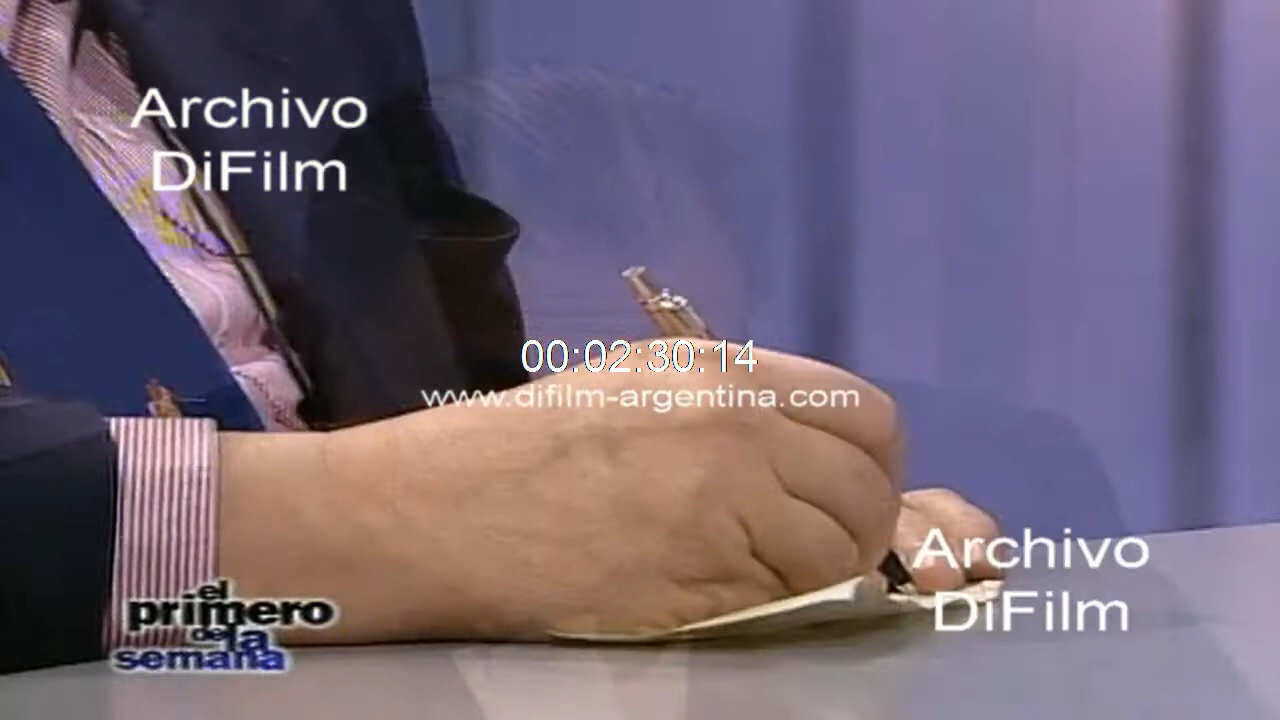 Archivo
DiFilm
00:02:30:14
www.difilm-argentina.com
Archivo
DiFilm
el
primero
de la
semana